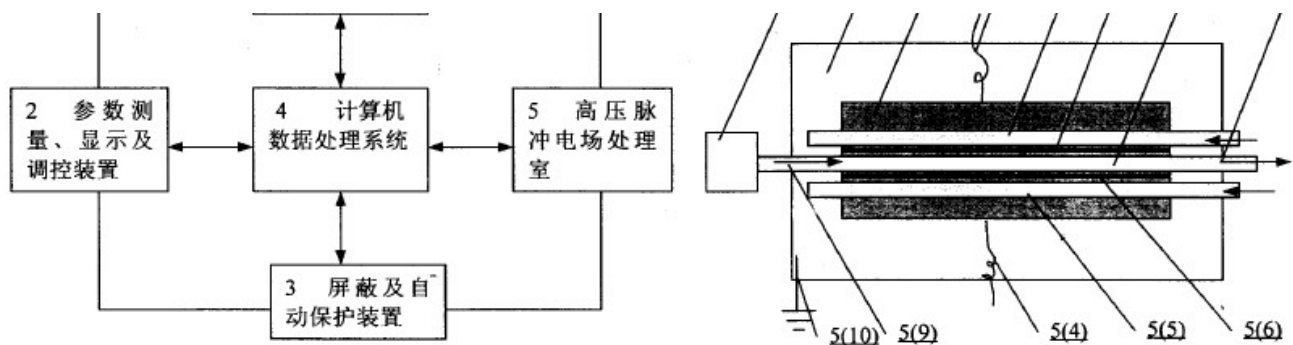 2 参数测
量、显示及
调控装置
4 计算机
数据处理系统
5 高压脉
冲电场处理
室
3 屏蔽及自
动保护装置
5(10)
5(9)
5(4)
5(5)
5(6)